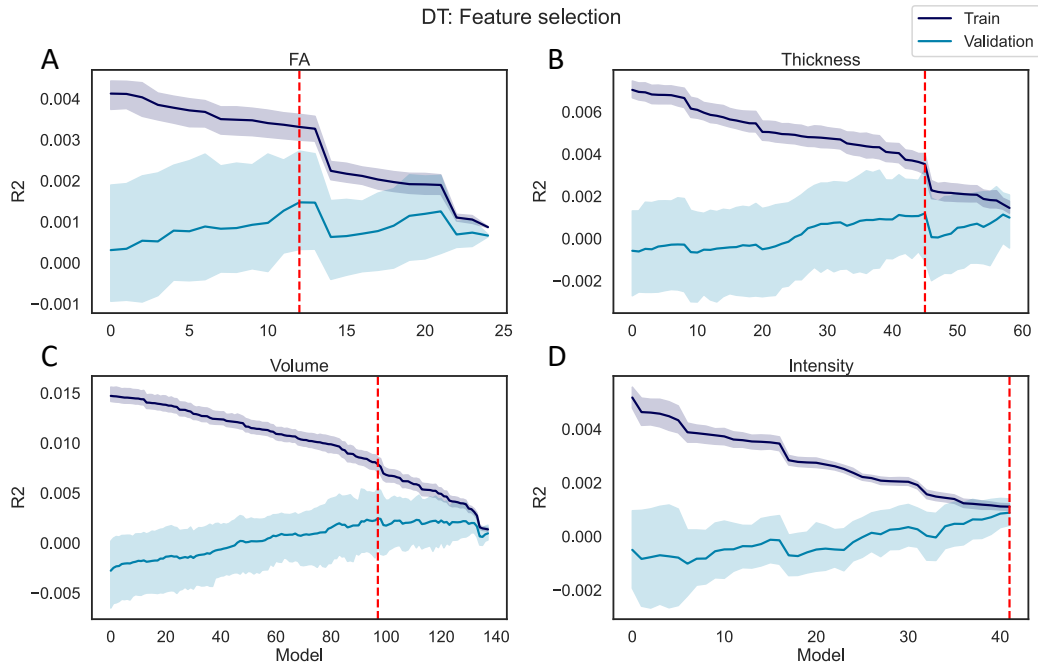 DT: Feature selection
Train
Validation
A
FA
R2
0.004
0.003
0.002
0.001
0.000
−0.001
0 5 10 15 20 25
B
Thickness
R2
0.006
0.004
0.002
0.000
−0.002
0 10 20 30 40 50 60
C
Volume
R2
0.015
0.010
0.005
0.000
−0.005
0 20 40 60 80 100 120 140
Model
D
Intensity
R2
0.004
0.002
0.000
−0.002
0 10 20 30 40
Model